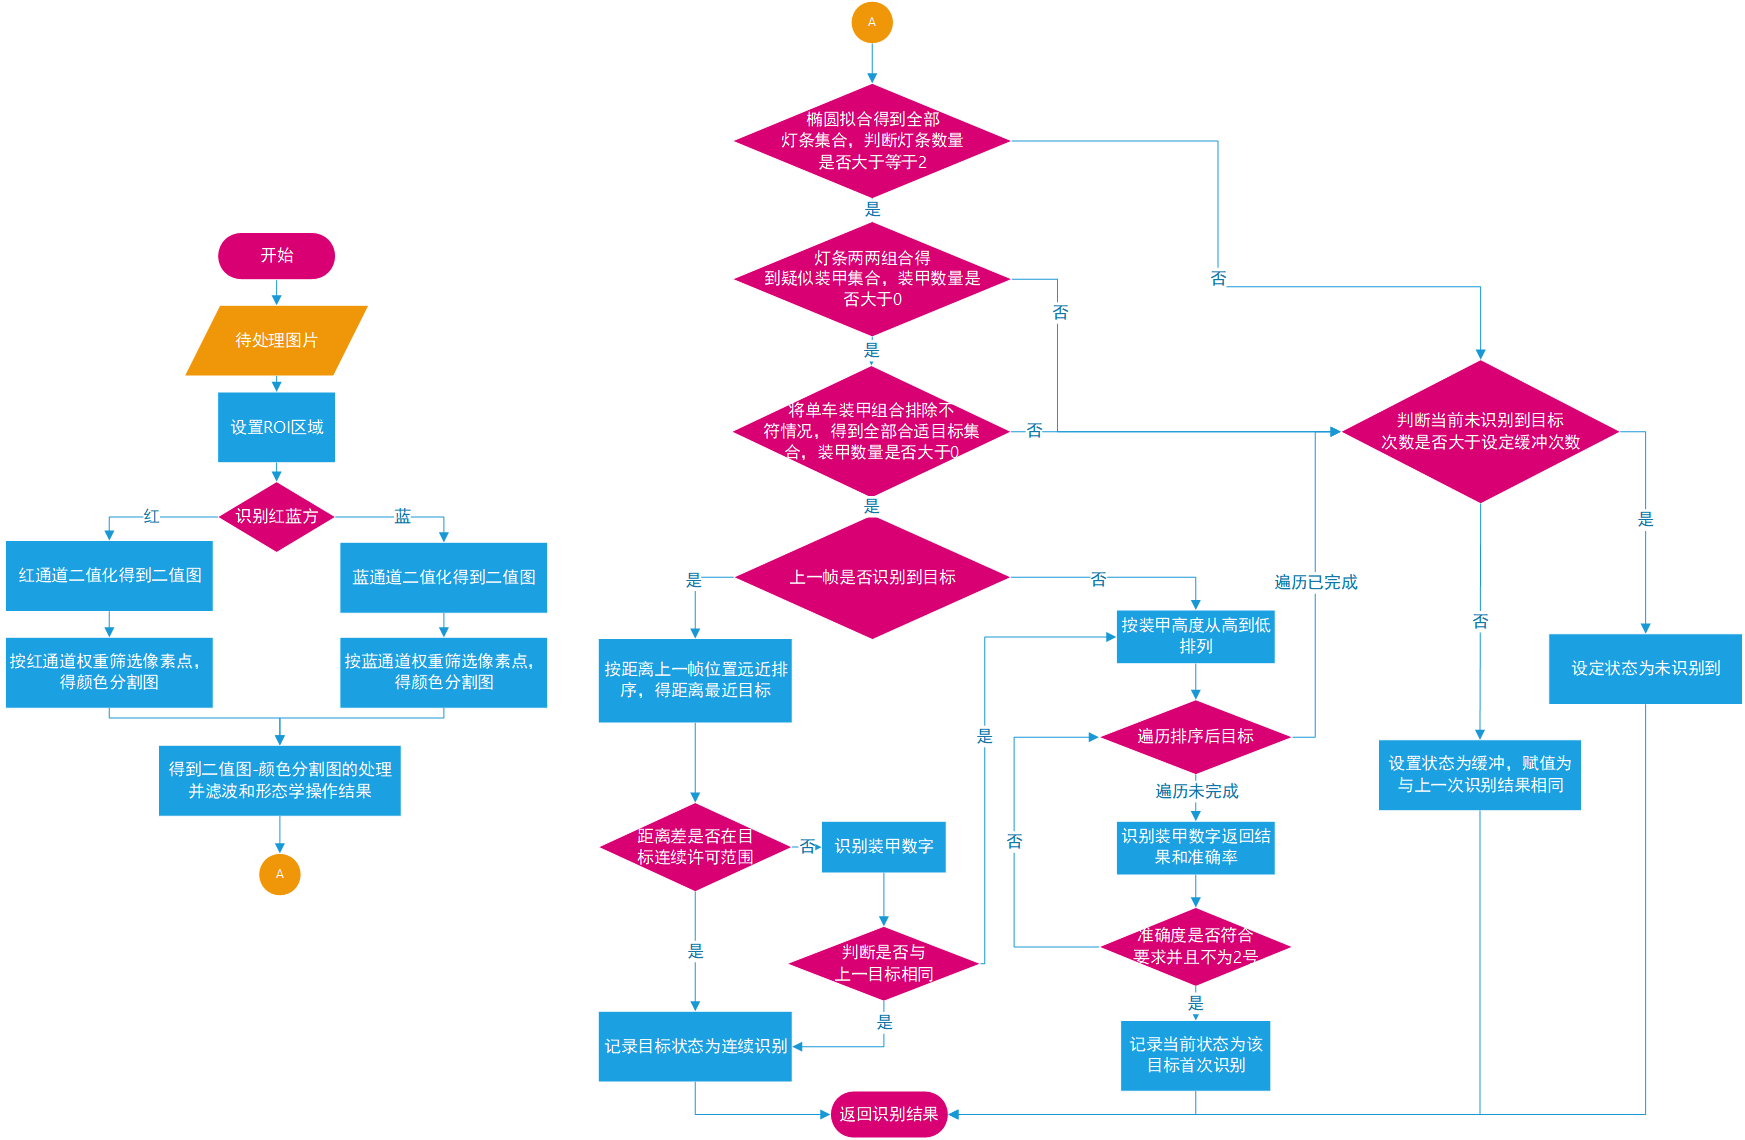 开始
待处理图片
设置ROI区域
识别红蓝方
红
蓝
红通道二值化得到二值图
蓝通道二值化得到二值图
按红通道权重筛选像素点，
得颜色分割图
按蓝通道权重筛选像素点，
得颜色分割图
得到二值图-颜色分割图的处理
并滤波和形态学操作结果
A
A
椭圆拟合得到全部
灯条集合，判断灯条数量
是否大于等于2
是
否
灯条两两组合得
到疑似装甲集合，装甲数量是
否大于0
是
否
将单车装甲组合排除不
符情况，得到全部合适目标集
合，装甲数量是否大于0
是
否
判断当前未识别到目标
次数是否大于设定缓冲次数
是
否
上一帧是否识别到目标
是
否
遍历已完成
按装甲高度从高到低
排列
按距离上一帧位置远近排
序，得距离最近目标
设定状态为未识别到
设置状态为缓冲，赋值为
与上一次识别结果相同
是
遍历排序后目标
遍历未完成
距离差是否在目
标连续许可范围
否
识别装甲数字
否
识别装甲数字返回结
果和准确率
是
判断是否与
上一目标相同
准确度是否符合
要求并且不为2号
是
是
记录目标状态为连续识别
记录当前状态为该
目标首次识别
返回识别结果